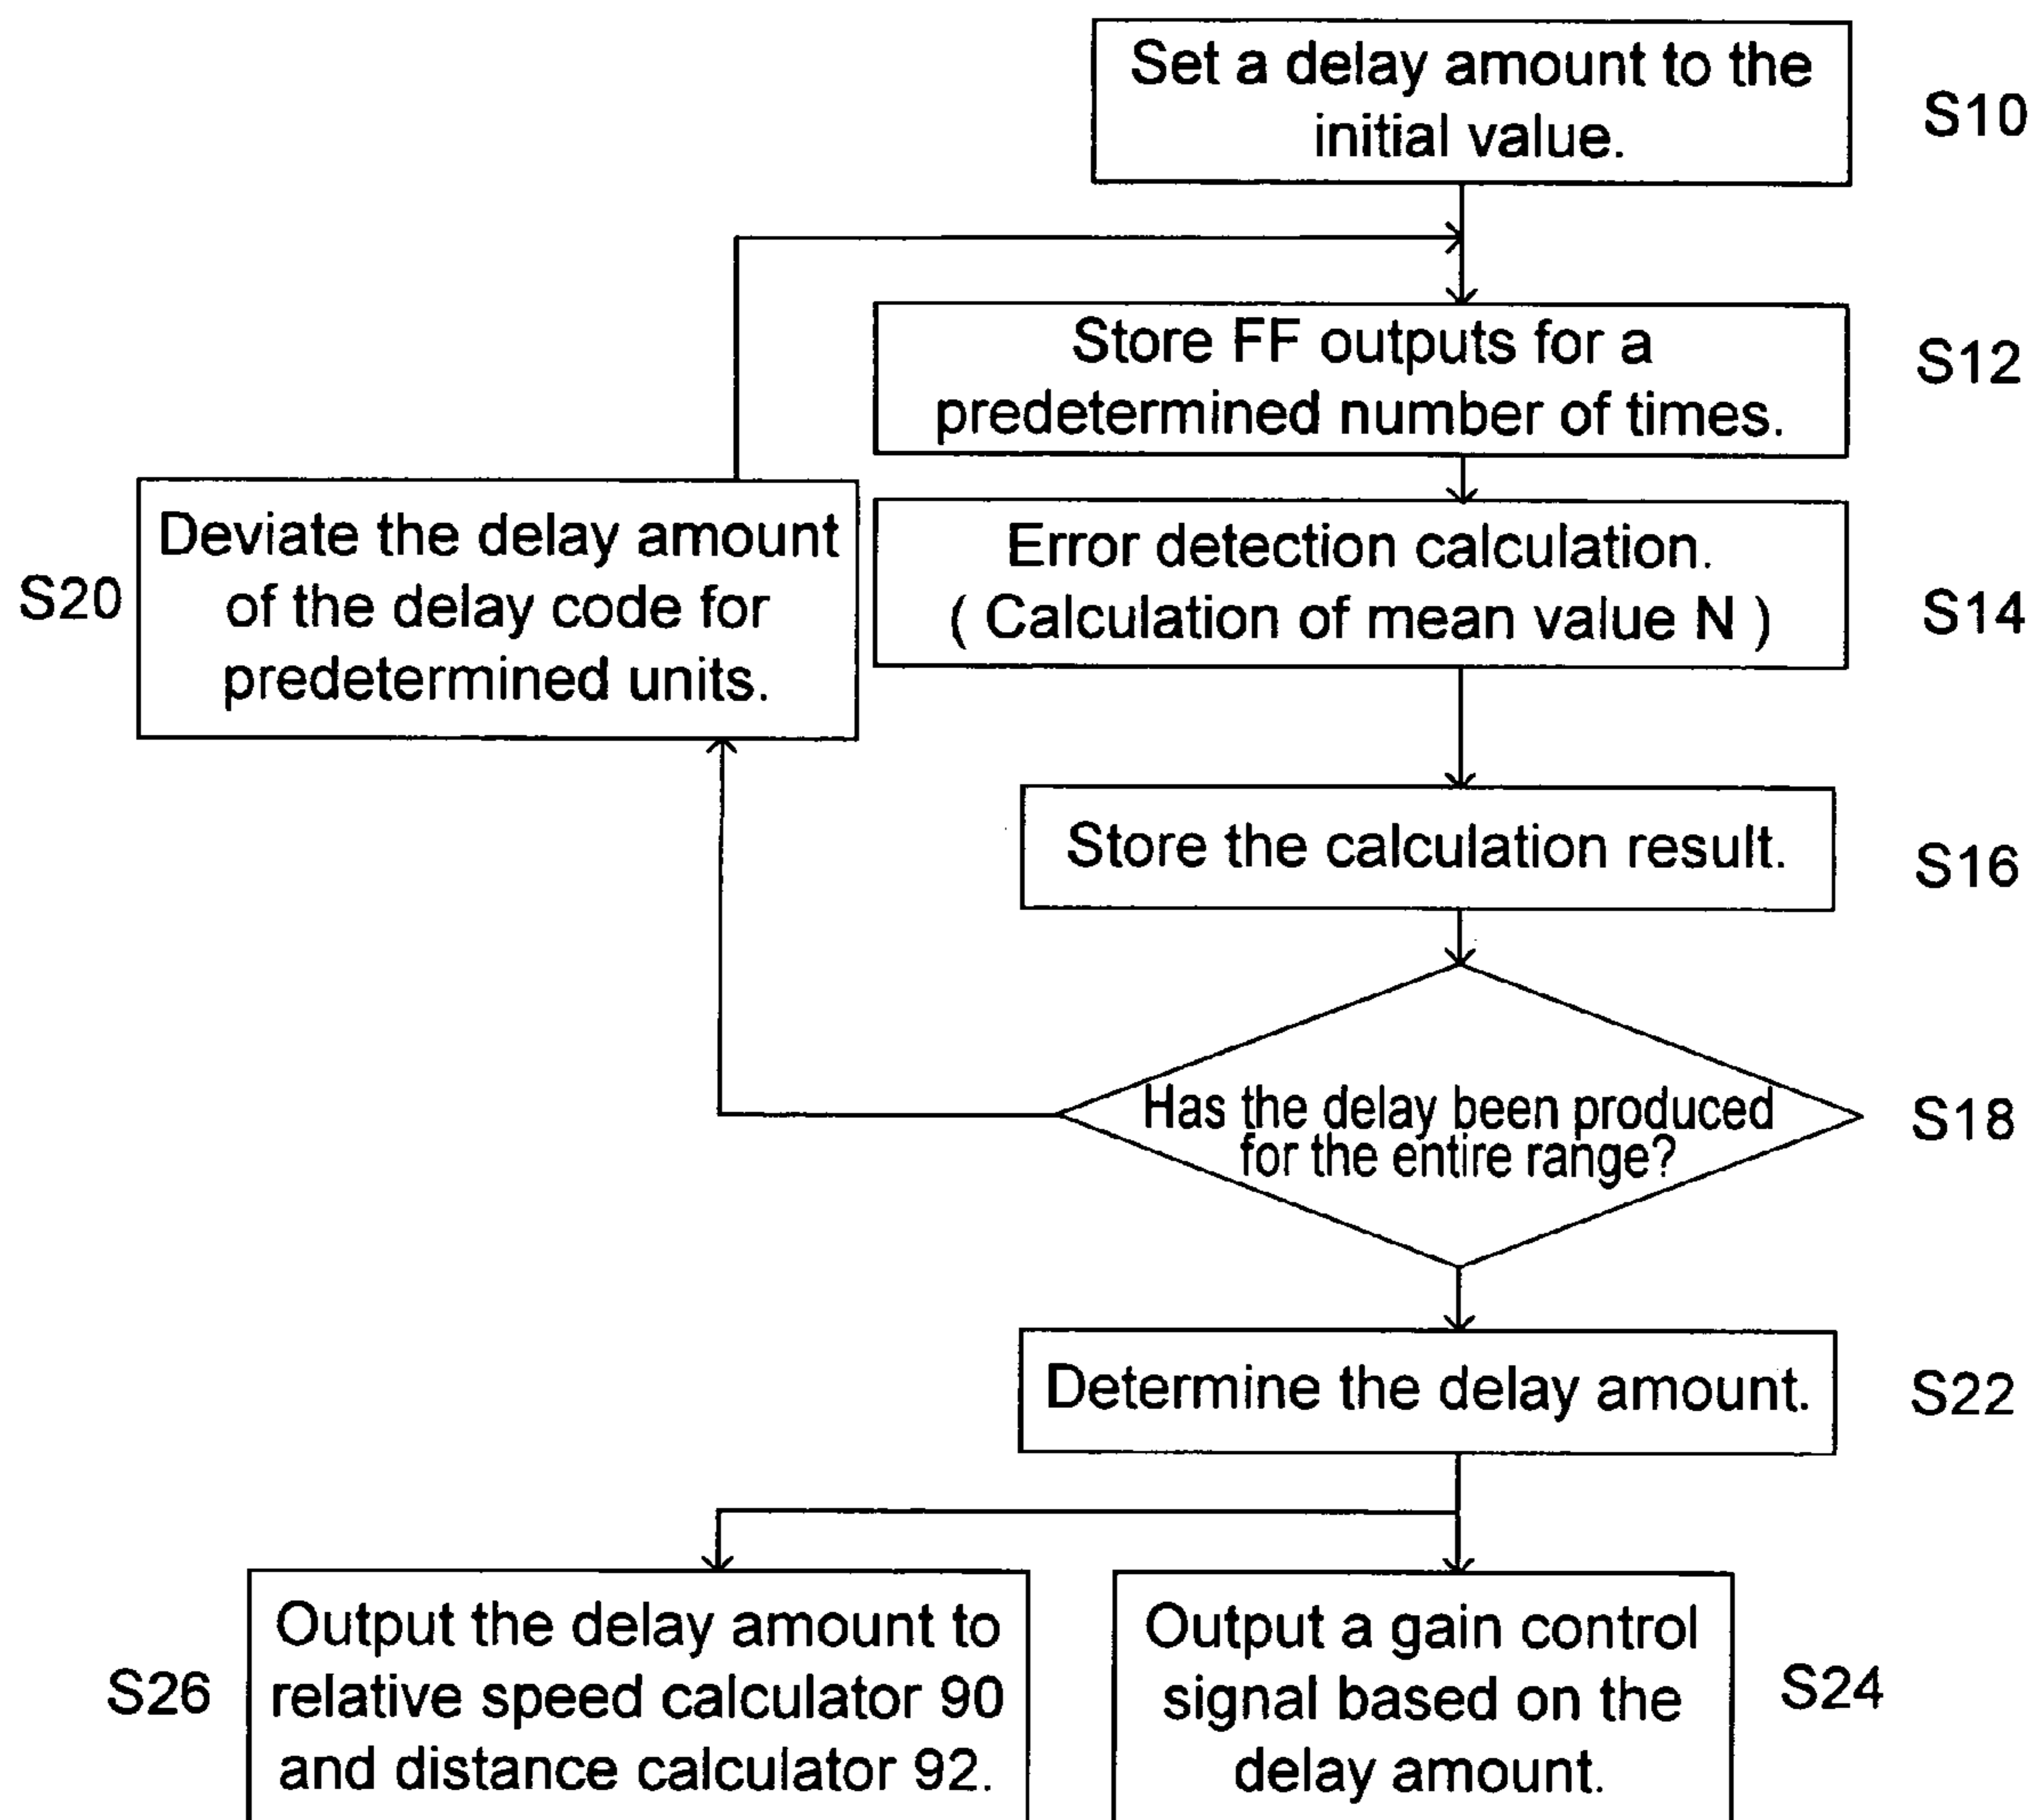 Set a delay amount to the
initial value.
S10
Store FF outputs for a
predetermined number of times.
S12
Deviate the delay amount
of the delay code for
predetermined units.
S20
Error detection calculation.
( Calculation of mean value N )
S14
Store the calculation result.
S16
Has the delay been produced
for the entire range?
S18
Determine the delay amount.
S22
S26
Output the delay amount to
relative speed calculator 90
and distance calculator 92.
Output a gain control
signal based on the
delay amount.
S24